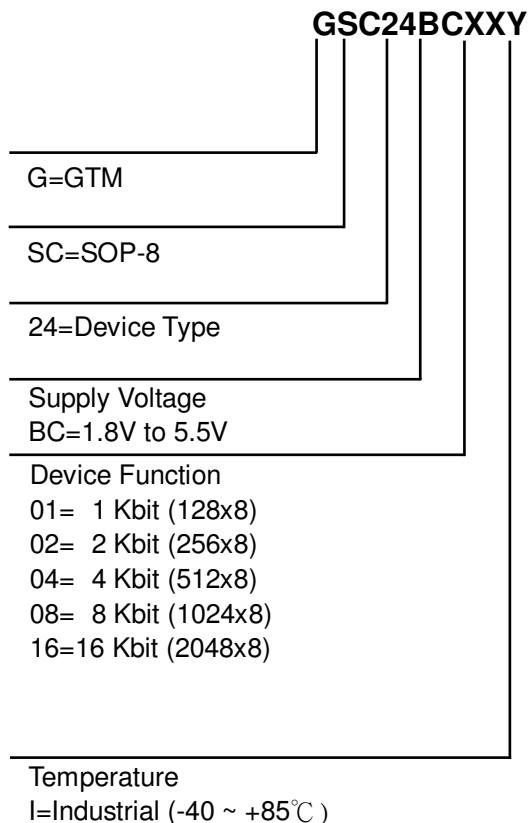 GSC24BCXXY
G=GTM
SC=SOP-8
24=Device Type
Supply Voltage
BC=1.8V to 5.5V
Device Function
01=  1 Kbit (128x8)
02=  2 Kbit (256x8)
04=  4 Kbit (512x8)
08=  8 Kbit (1024x8)
16=16 Kbit (2048x8)
Temperature
I=Industrial (-40 ~ +85℃ )